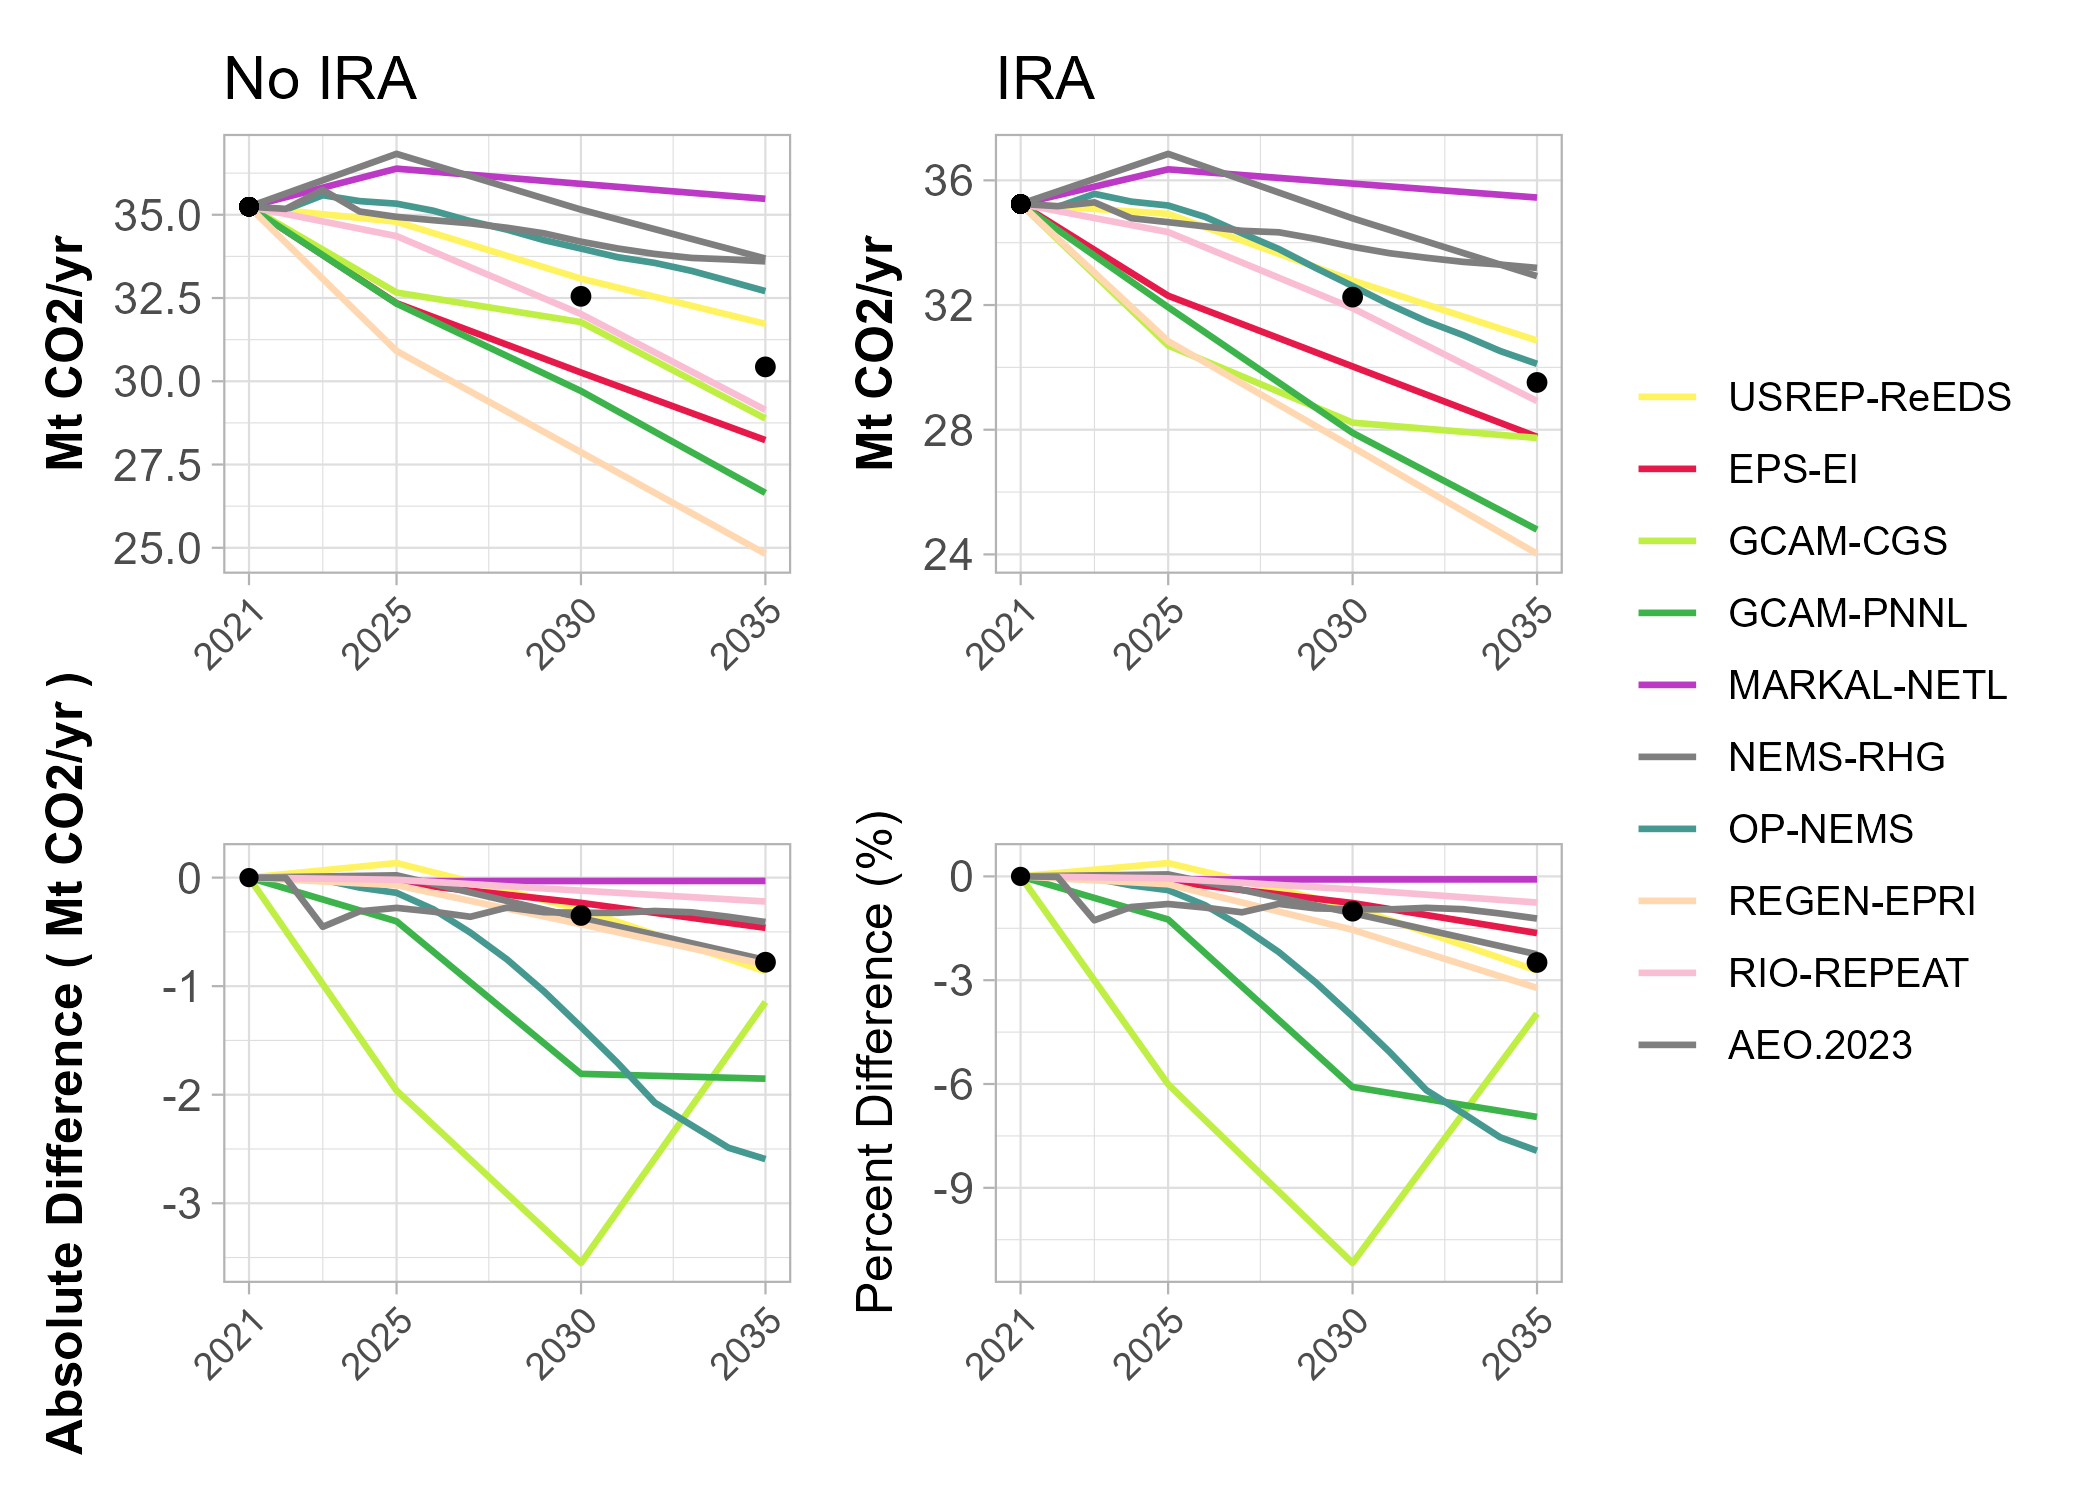 No IRA
IRA
Mt CO2/yr
35.0
32.5
30.0
27.5
25.0
2021
2025
2030
2035
Mt CO2/yr
36
32
28
24
2021
2025
2030
2035
Absolute Difference ( Mt CO2/yr )
0
-1
-2
-3
2021
2025
2030
2035
Percent Difference (%)
0
-3
-6
-9
2021
2025
2030
2035
USREP-ReEDS
EPS-EI
GCAM-CGS
GCAM-PNNL
MARKAL-NETL
NEMS-RHG
OP-NEMS
REGEN-EPRI
RIO-REPEAT
AEO.2023